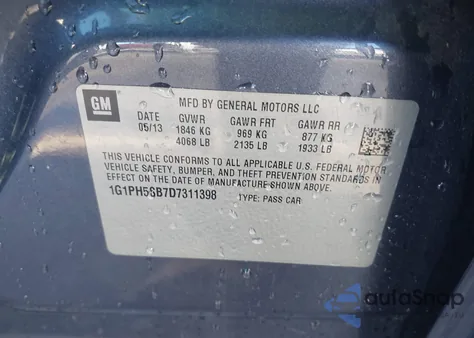 GM
MFD BY GENERAL MOTORS LLC
DATE GVWR GAWR FRT GAWR RR
05/13 1846 KG 969 KG 877 KG
4068 LB 2135 LB 1933 LB
THIS VEHICLE CONFORMS TO ALL APPLICABLE U.S. FEDERAL MOTOR
VEHICLE SAFETY, BUMPER, AND THEFT PREVENTION STANDARDS IN
EFFECT ON THE DATE OF MANUFACTURE SHOWN ABOVE.
1G1PH5SB7D7311398 TYPE: PASS CAR
autoSnap